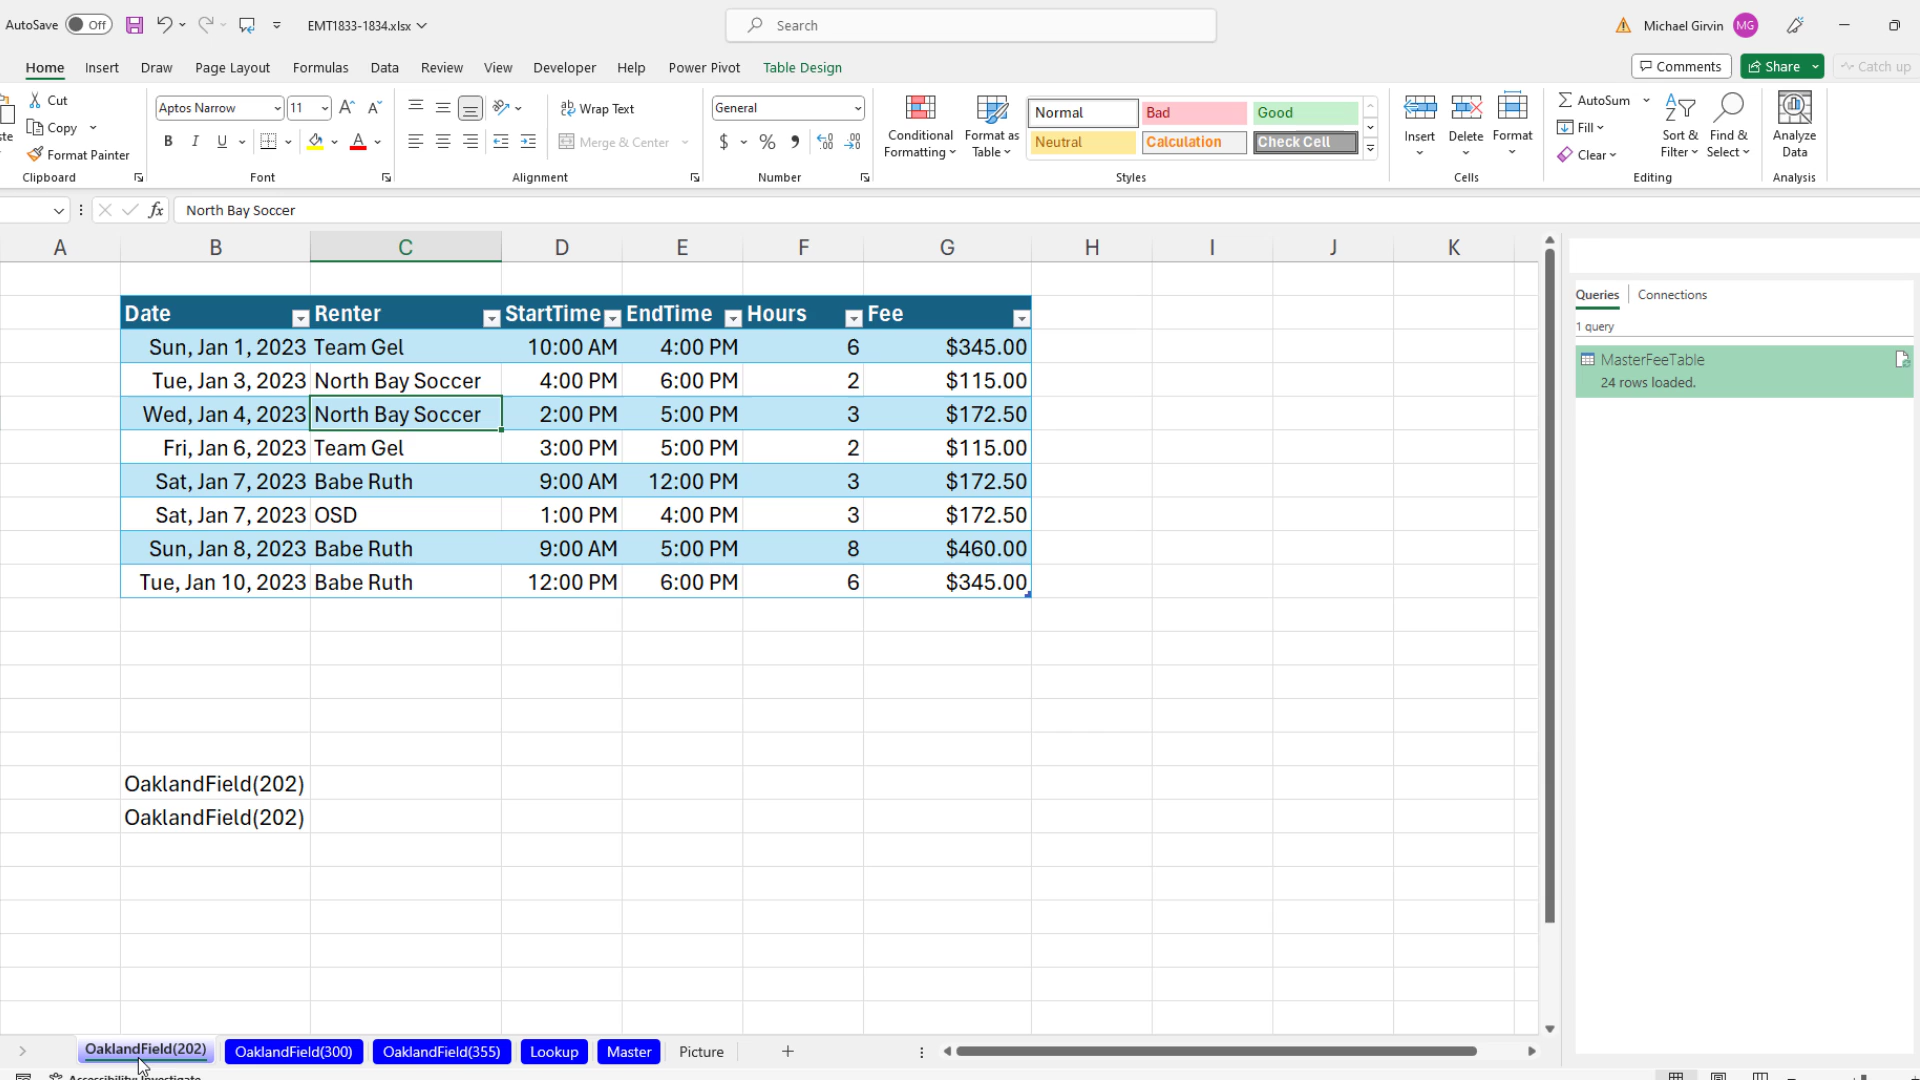 AutoSave Off EMT1833-1834.xlsx Search Michael Girvin MG
Home Insert Draw Page Layout Formulas Data Review View Developer Help Power Pivot Table Design Comments Share Catch up
Cut
Copy
Format Painter
Clipboard
Aptos Narrow 11
B I U
Font
Wrap Text
Merge & Center
Alignment
General
$ % 9
Number
Conditional Formatting
Format as Table
Normal Bad Good
Neutral Calculation Check Cell
Styles
Insert Delete Format
Cells
AutoSum
Fill
Clear
Sort & Filter
Find & Select
Editing
Analyze Data
Analysis
fx North Bay Soccer
A B C D E F G H I J K
Date Renter StartTime EndTime Hours Fee
Sun, Jan 1, 2023 Team Gel 10:00 AM 4:00 PM 6 $345.00
Tue, Jan 3, 2023 North Bay Soccer 4:00 PM 6:00 PM 2 $115.00
Wed, Jan 4, 2023 North Bay Soccer 2:00 PM 5:00 PM 3 $172.50
Fri, Jan 6, 2023 Team Gel 3:00 PM 5:00 PM 2 $115.00
Sat, Jan 7, 2023 Babe Ruth 9:00 AM 12:00 PM 3 $172.50
Sat, Jan 7, 2023 OSD 1:00 PM 4:00 PM 3 $172.50
Sun, Jan 8, 2023 Babe Ruth 9:00 AM 5:00 PM 8 $460.00
Tue, Jan 10, 2023 Babe Ruth 12:00 PM 6:00 PM 6 $345.00
OaklandField(202)
OaklandField(202)
Queries Connections
1 query
MasterFeeTable
24 rows loaded.
OaklandField(202) OaklandField(300) OaklandField(355) Lookup Master Picture
Accessibility: Investigate